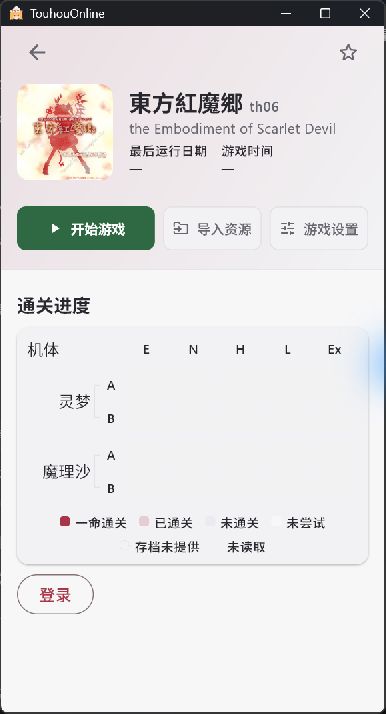 TouhouOnline
東方紅魔郷 th06
the Embodiment of Scarlet Devil
最后运行日期 游戏时间
— —
开始游戏 导入资源 游戏设置
通关进度
机体 E N H L Ex
灵梦 A
B
魔理沙 A
B
一命通关 已通关 未通关 未尝试
存档未提供 未读取
登录